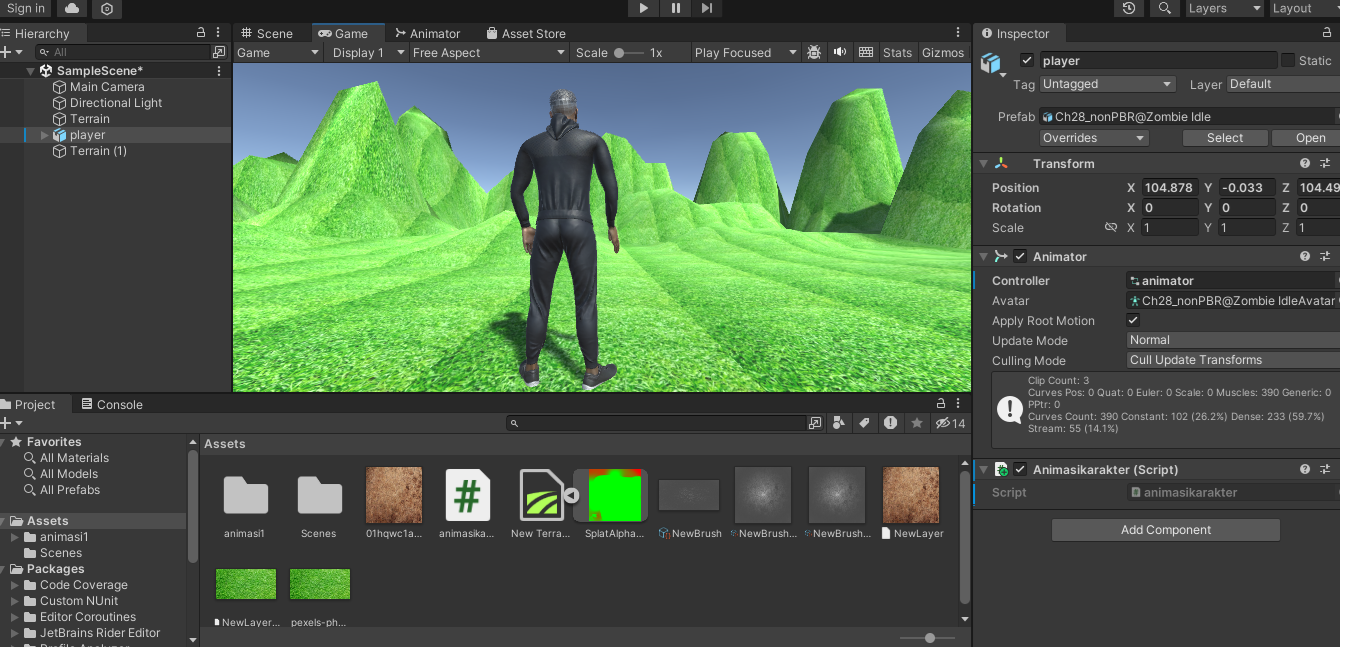 Sign in
Layers
Layout
Hierarchy
Scene
Game
Animator
Asset Store
Inspector
All
Game
Display 1
Free Aspect
Scale
1x
Play Focused
Stats
Gizmos
SampleScene*
Main Camera
Directional Light
Terrain
player
Terrain (1)
player
Static
Tag
Untagged
Layer
Default
Prefab
Ch28_nonPBR@Zombie Idle
Overrides
Select
Open
Transform
Position
X 104.878 Y -0.033 Z 104.49
Rotation
X 0 Y 0 Z 0
Scale
X 1 Y 1 Z 1
Animator
Controller
animator
Avatar
Ch28_nonPBR@Zombie IdleAvatar
Apply Root Motion
Update Mode
Normal
Culling Mode
Cull Update Transforms
Clip Count: 3
Curves Pos: 0 Quat: 0 Euler: 0 Scale: 0 Muscles: 390 Generic: 0
PPtr: 0
Curves Count: 390 Constant: 102 (26.2%) Dense: 233 (59.7%)
Stream: 55 (14.1%)
Animasikarakter (Script)
Script
animasikarakter
Add Component
Project
Console
14
Favorites
All Materials
All Models
All Prefabs
Assets
animasi1
Scenes
Packages
Code Coverage
Custom NUnit
Editor Coroutines
JetBrains Rider Editor
Assets
animasi1
Scenes
01hqwc1a...
#
animasika...
New Terra...
SplatAlpha...
NewBrush
NewBrush...
NewBrush...
NewLayer
NewLayer...
pexels-ph...